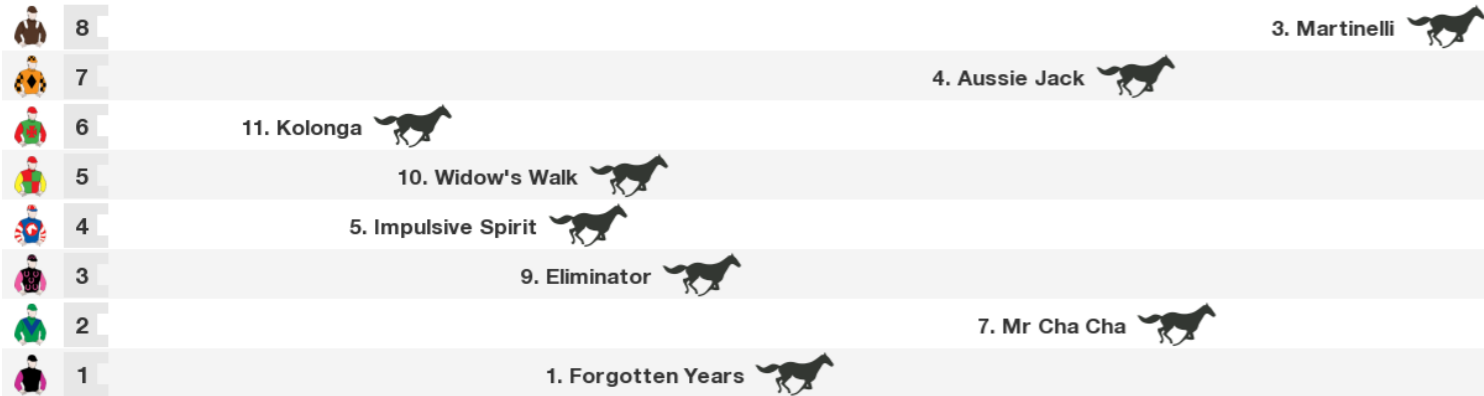 8 3. Martinelli
7 4. Aussie Jack
6 11. Kolonga
5 10. Widow's Walk
4 5. Impulsive Spirit
3 9. Eliminator
2 7. Mr Cha Cha
1 1. Forgotten Years